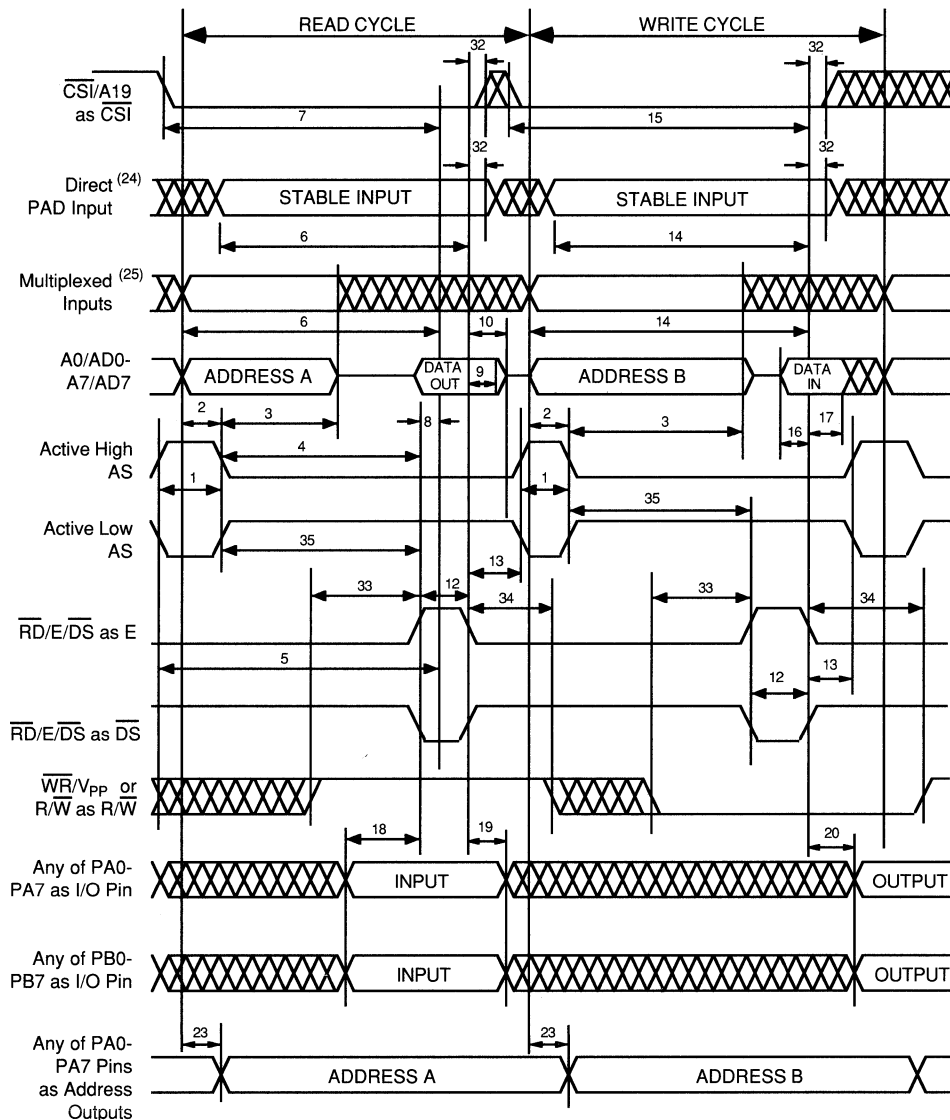 READ CYCLE WRITE CYCLE
32 32
CSI/A19
as CSI
7 15
32 32
Direct (24)
PAD Input
STABLE INPUT STABLE INPUT
6 14
Multiplexed (25)
Inputs
6 10 14
A0/AD0-
A7/AD7
ADDRESS A DATA OUT 9 ADDRESS B DATA IN
2 3 8 2 3 16 17
Active High
AS
4
1 1
35
Active Low
AS
35
13
33 12 34 33 34
RD/E/DS as E
5 12 13
RD/E/DS as DS
WR/VPP or
R/W as R/W
18 19 20
Any of PA0-
PA7 as I/O Pin
INPUT OUTPUT
Any of PB0-
PB7 as I/O Pin
INPUT OUTPUT
23 23
Any of PA0-
PA7 Pins
as Address
Outputs
ADDRESS A ADDRESS B